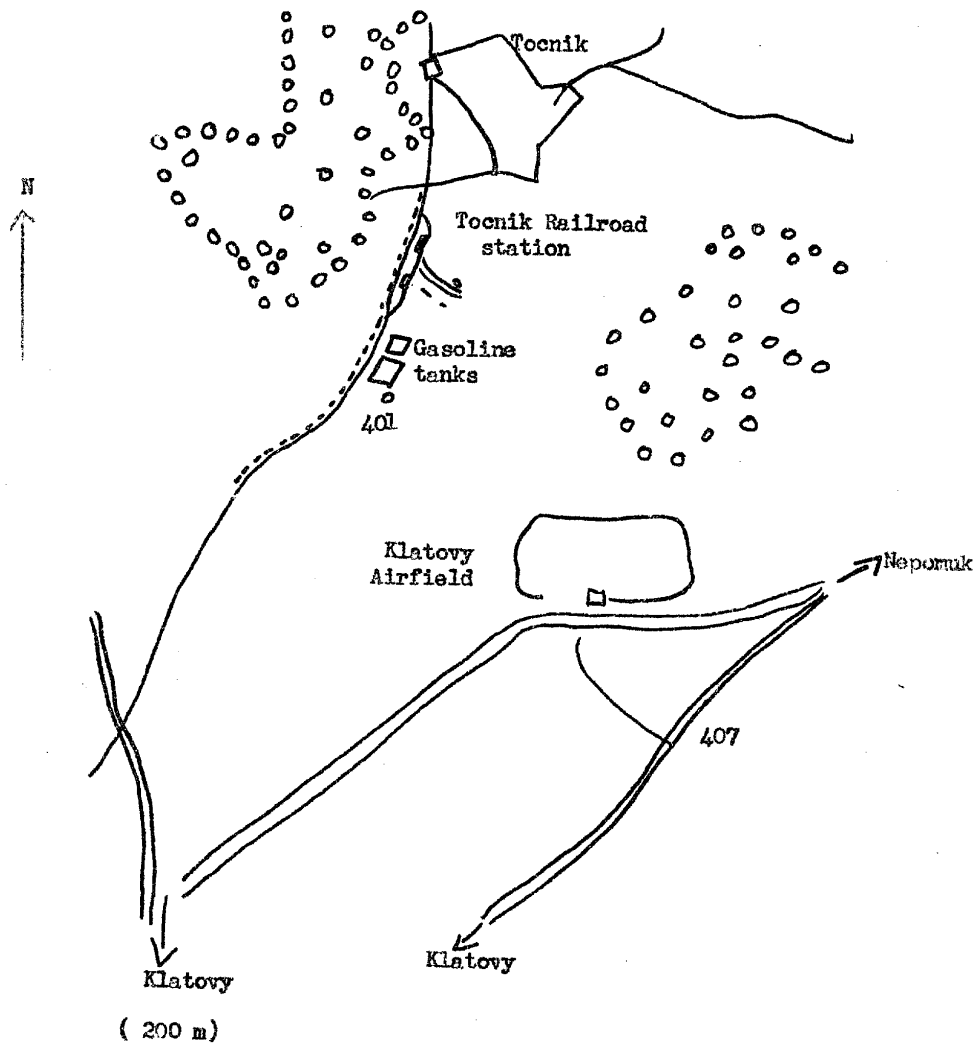 Tocnik
N
Tocnik Railroad
station
Gasoline
tanks
401
Klatovy
Airfield
Nepomuk
407
Klatovy
Klatovy
( 200 m)